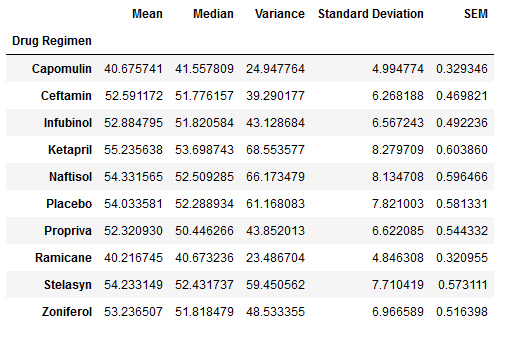 Mean Median Variance Standard Deviation SEM
Drug Regimen
Capomulin 40.675741 41.557809 24.947764 4.994774 0.329346
Ceftamin 52.591172 51.776157 39.290177 6.268188 0.469821
Infubinol 52.884795 51.820584 43.128684 6.567243 0.492236
Ketapril 55.235638 53.698743 68.553577 8.279709 0.603860
Naftisol 54.331565 52.509285 66.173479 8.134708 0.596466
Placebo 54.033581 52.288934 61.168083 7.821003 0.581331
Propriva 52.320930 50.446266 43.852013 6.622085 0.544332
Ramicane 40.216745 40.673236 23.486704 4.846308 0.320955
Stelasyn 54.233149 52.431737 59.450562 7.710419 0.573111
Zoniferol 53.236507 51.818479 48.533355 6.966589 0.516398